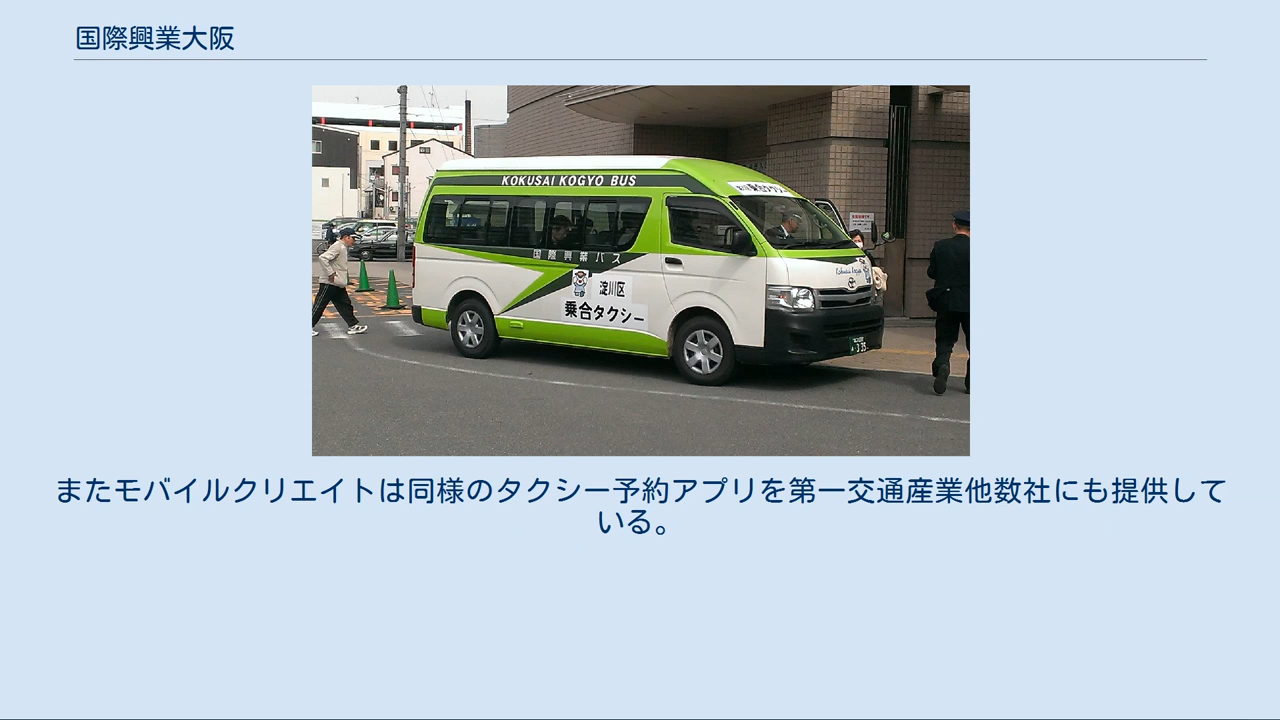 国際興業大阪
KOKUSAI KOGYO BUS
国際興業バス
淀川区
乗合タクシー
またモバイルクリエイトは同様のタクシー予約アプリを第一交通産業他数社にも提供して
いる。